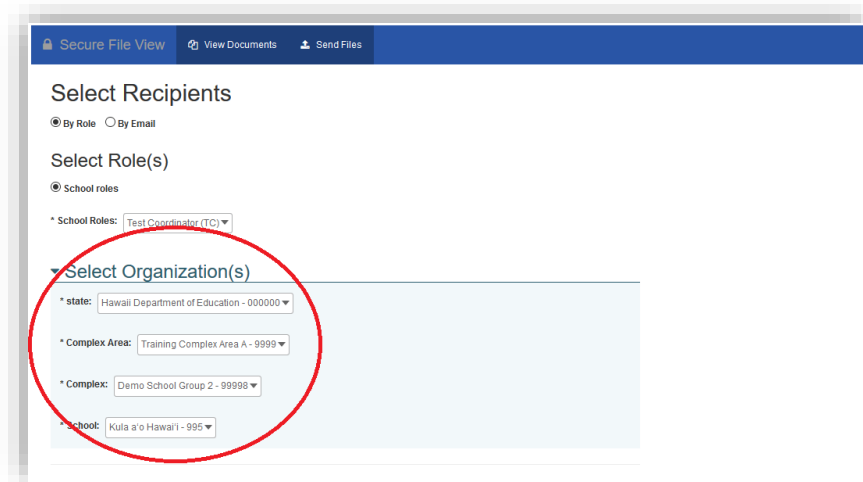 Secure File View View Documents Send Files
Select Recipients
By Role By Email
Select Role(s)
School roles
* School Roles: Test Coordinator (TC)
Select Organization(s)
* state: Hawaii Department of Education - 000000
* Complex Area: Training Complex Area A - 9999
* Complex: Demo School Group 2 - 99998
* School: Kula aʻo Hawaiʻi - 995